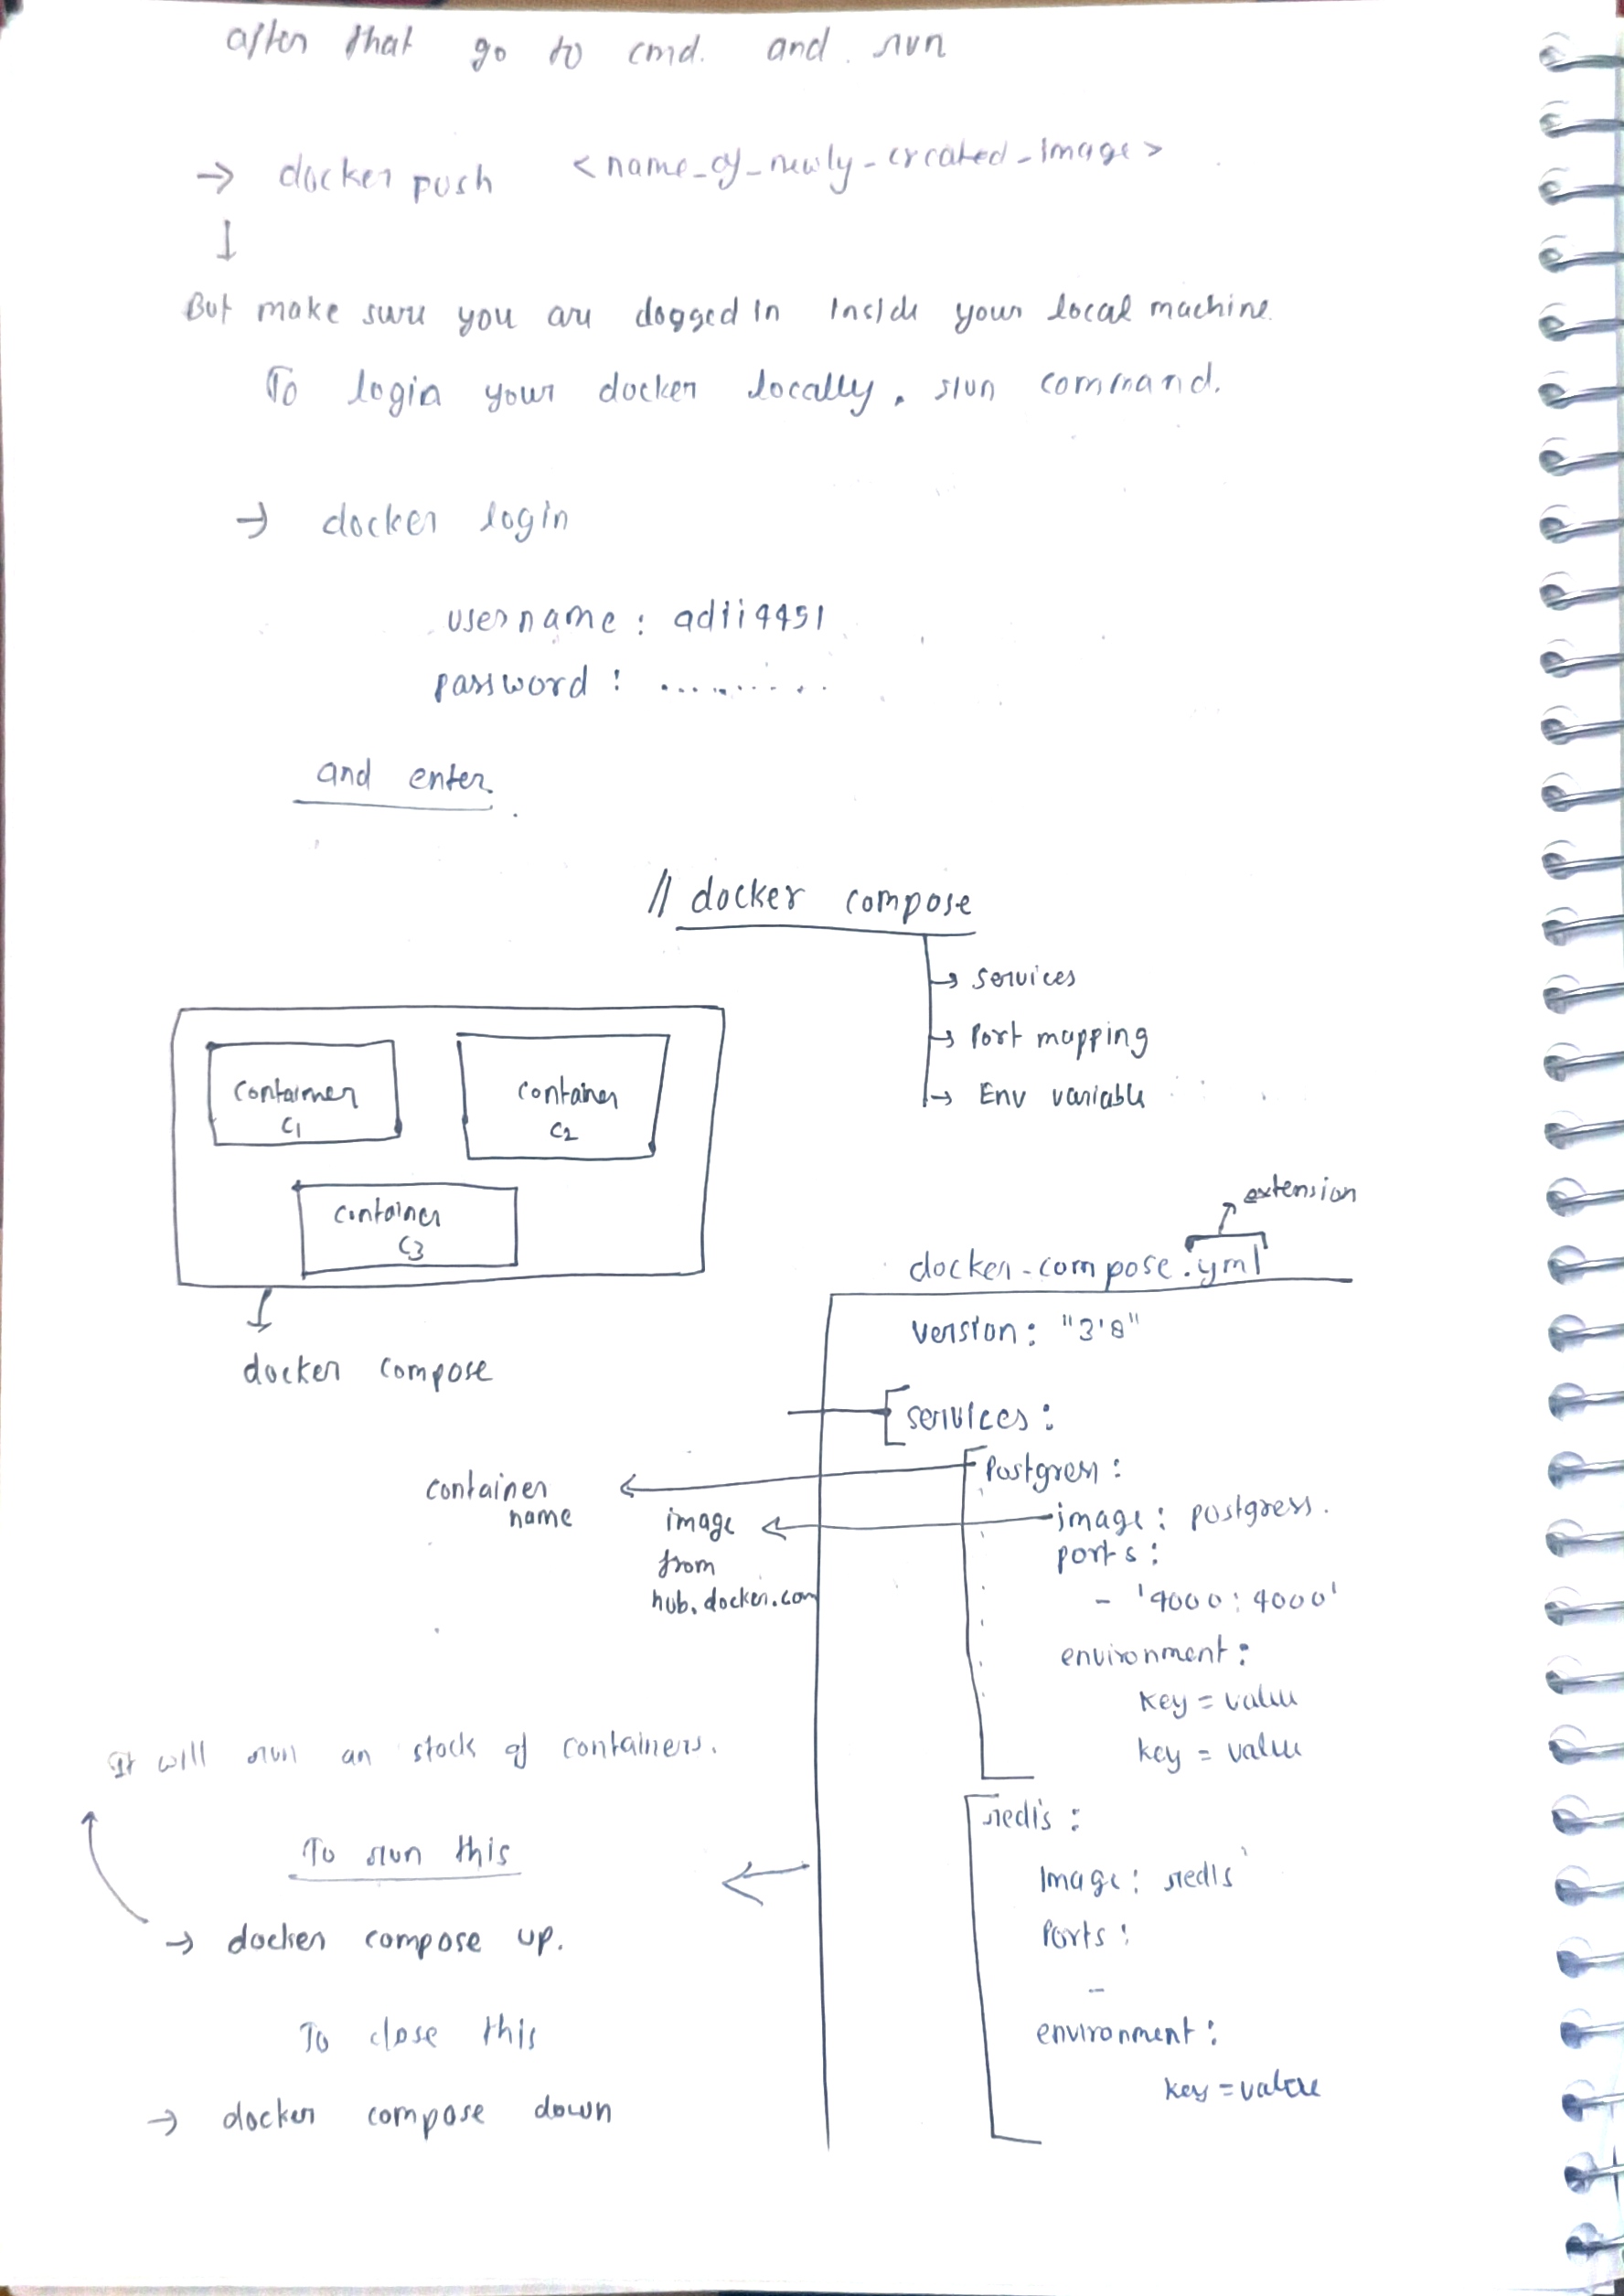 after that go to cmd. and run
→ docker push <name_of_newly_created_image>
But make sure you are logged in inside your local machine.
To login your docker locally, run command.
→ docker login
username: adii4451
password: ..........
and enter.
// docker compose
→ services
→ Port mapping
→ Env variable
container C1
container C2
container C3
docker compose
extension
docker-compose.yml
version: "3.8"
services:
Postgres:
container name
image: postgress.
image from hub.docker.com
ports:
- '4000:4000'
environment:
key = value
key = value
It will run an stack of containers.
redis:
To run this
Image: redis
→ docker compose up.
Ports:
-
To close this
environment:
key = value
→ docker compose down